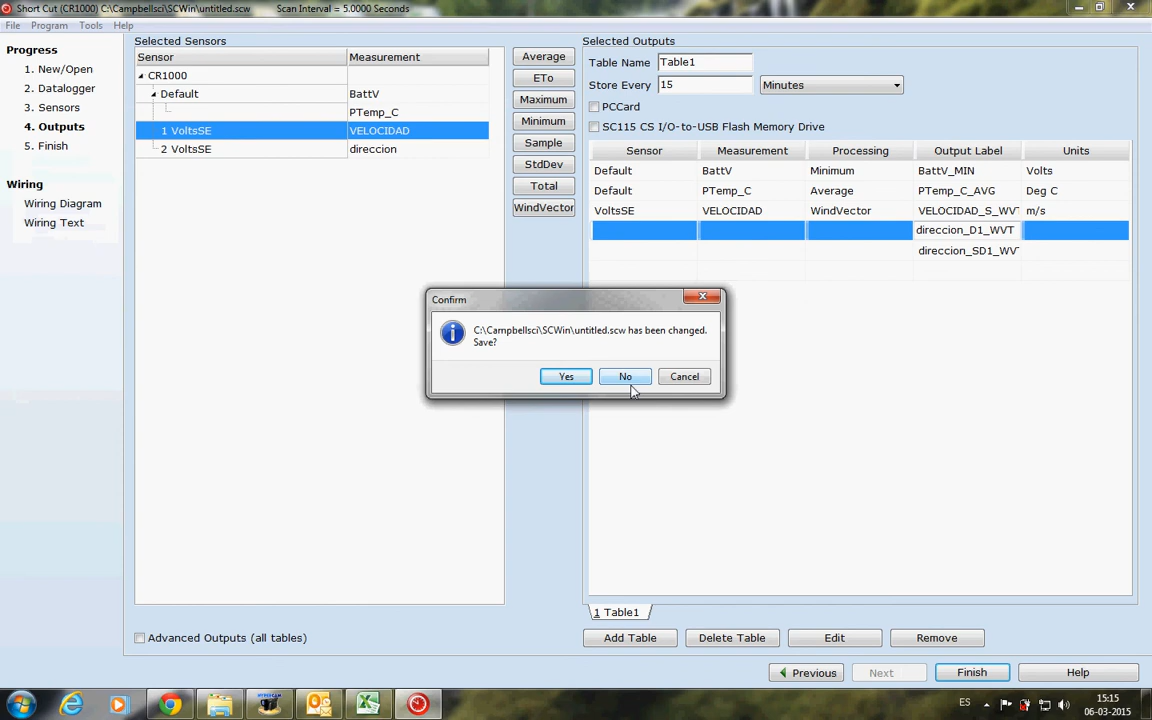 Short Cut (CR1000) C:\Campbellsci\SCWin\untitled.scw Scan Interval = 5.0000 Seconds
File Program Tools Help
Progress
1. New/Open
2. Datalogger
3. Sensors
4. Outputs
5. Finish
Wiring
Wiring Diagram
Wiring Text
Selected Sensors
Sensor Measurement
CR1000
Default BattV
PTemp_C
1 VoltsSE VELOCIDAD
2 VoltsSE direccion
Advanced Outputs (all tables)
Average
ETo
Maximum
Minimum
Sample
StdDev
Total
WindVector
Selected Outputs
Table Name Table1
Store Every 15 Minutes
PCCard
SC115 CS I/O-to-USB Flash Memory Drive
Sensor Measurement Processing Output Label Units
Default BattV Minimum BattV_MIN Volts
Default PTemp_C Average PTemp_C_AVG Deg C
VoltsSE VELOCIDAD WindVector VELOCIDAD_S_WVT m/s
direccion_D1_WVT
direccion_SD1_WVT
1 Table1
Add Table Delete Table Edit Remove
Confirm
C:\Campbellsci\SCWin\untitled.scw has been changed.
Save?
Yes No Cancel
Previous Next Finish Help
HYPERCAM
ES 15:15
06-03-2015